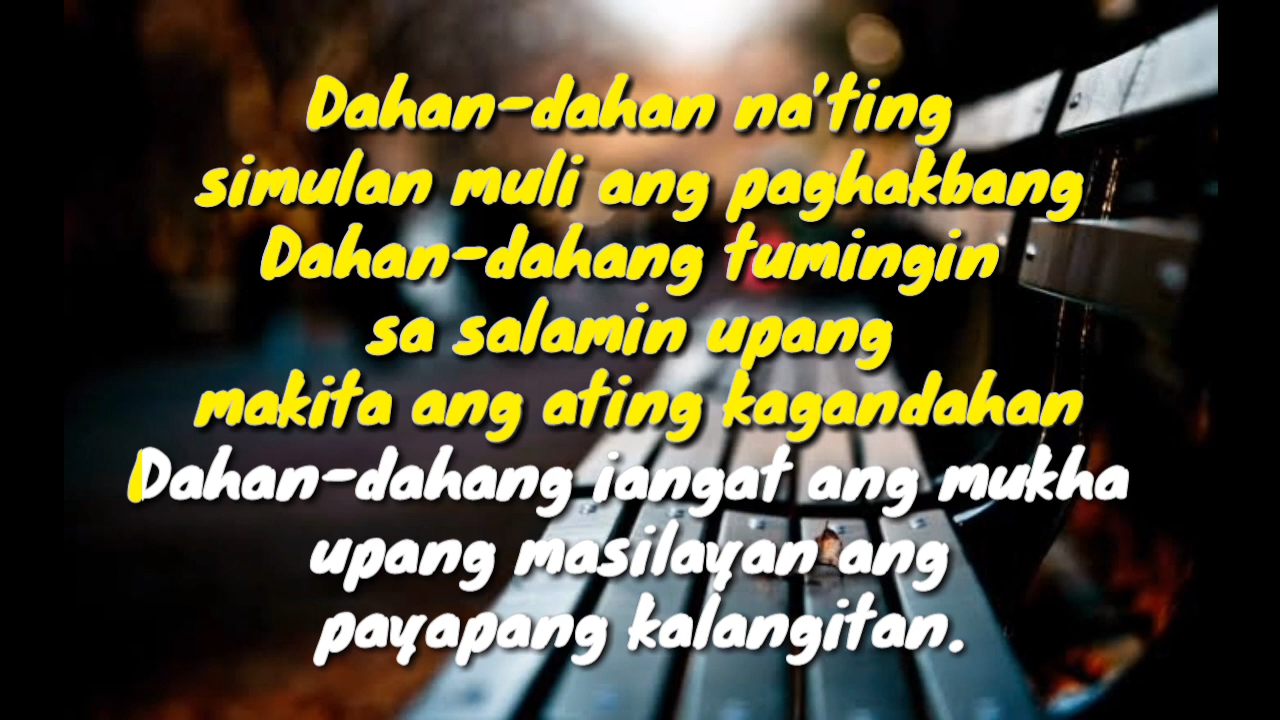 Dahan-dahan na'ting
simulan muli ang paghakbang
Dahan-dahang tumingin
sa salamin upang
makita ang ating kagandahan
Dahan-dahang iangat ang mukha
upang masilayan ang
payapang kalangitan.